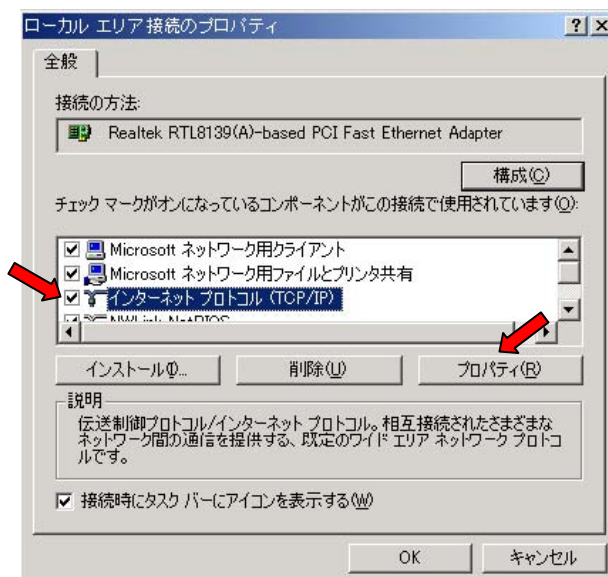 ローカル エリア接続のプロパティ
全般
接続の方法:
Realtek RTL8139(A)-based PCI Fast Ethernet Adapter
構成(C)
チェック マークがオンになっているコンポーネントがこの接続で使用されています(O):
Microsoft ネットワーク用クライアント
Microsoft ネットワーク用ファイルとプリンタ共有
インターネット プロトコル (TCP/IP)
NWLink NetBIOS
インストール(I)...
削除(U)
プロパティ(R)
説明
伝送制御プロトコル/インターネット プロトコル。相互接続されたさまざまな
ネットワーク間の通信を提供する、既定のワイド エリア ネットワーク プロトコ
ルです。
接続時にタスク バーにアイコンを表示する(W)
OK
キャンセル